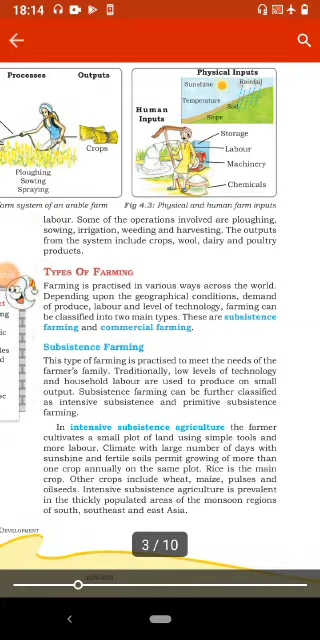 18:14
Processes Outputs
Crops
Ploughing
Sowing
Spraying
Physical Inputs
Sunshine Rainfall
Temperature
Soil
Slope
Human
Inputs
Storage
Labour
Machinery
Chemicals
arm system of an arable farm
Fig 4.3: Physical and human farm inputs
labour. Some of the operations involved are ploughing,
sowing, irrigation, weeding and harvesting. The outputs
from the system include crops, wool, dairy and poultry
products.
TYPES OF FARMING
Farming is practised in various ways across the world.
Depending upon the geographical conditions, demand
of produce, labour and level of technology, farming can
be classified into two main types. These are subsistence
farming and commercial farming.
Subsistence Farming
This type of farming is practised to meet the needs of the
farmer's family. Traditionally, low levels of technology
and household labour are used to produce on small
output. Subsistence farming can be further classified
as intensive subsistence and primitive subsistence
farming.
In intensive subsistence agriculture the farmer
cultivates a small plot of land using simple tools and
more labour. Climate with large number of days with
sunshine and fertile soils permit growing of more than
one crop annually on the same plot. Rice is the main
crop. Other crops include wheat, maize, pulses and
oilseeds. Intensive subsistence agriculture is prevalent
in the thickly populated areas of the monsoon regions
of south, southeast and east Asia.
DEVELOPMENT
3 / 10